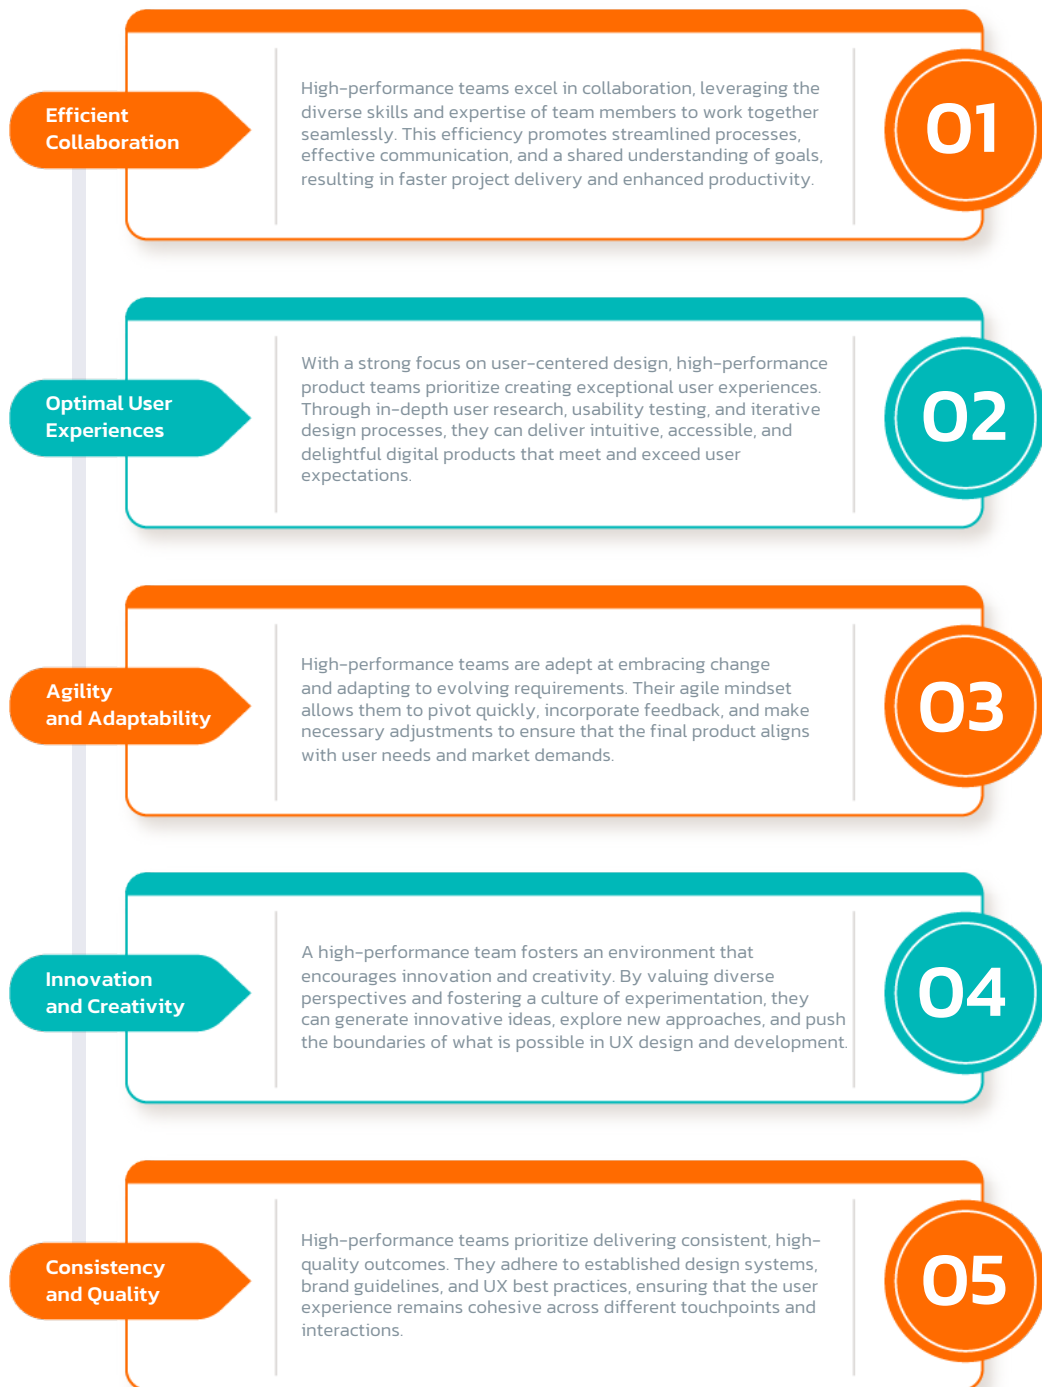 Efficient
Collaboration
High-performance teams excel in collaboration, leveraging the
diverse skills and expertise of team members to work together
seamlessly. This efficiency promotes streamlined processes,
effective communication, and a shared understanding of goals,
resulting in faster project delivery and enhanced productivity.
01
Optimal User
Experiences
With a strong focus on user-centered design, high-performance
product teams prioritize creating exceptional user experiences.
Through in-depth user research, usability testing, and iterative
design processes, they can deliver intuitive, accessible, and
delightful digital products that meet and exceed user
expectations.
02
Agility
and Adaptability
High-performance teams are adept at embracing change
and adapting to evolving requirements. Their agile mindset
allows them to pivot quickly, incorporate feedback, and make
necessary adjustments to ensure that the final product aligns
with user needs and market demands.
03
Innovation
and Creativity
A high-performance team fosters an environment that
encourages innovation and creativity. By valuing diverse
perspectives and fostering a culture of experimentation, they
can generate innovative ideas, explore new approaches, and push
the boundaries of what is possible in UX design and development.
04
Consistency
and Quality
High-performance teams prioritize delivering consistent, high-
quality outcomes. They adhere to established design systems,
brand guidelines, and UX best practices, ensuring that the user
experience remains cohesive across different touchpoints and
interactions.
05